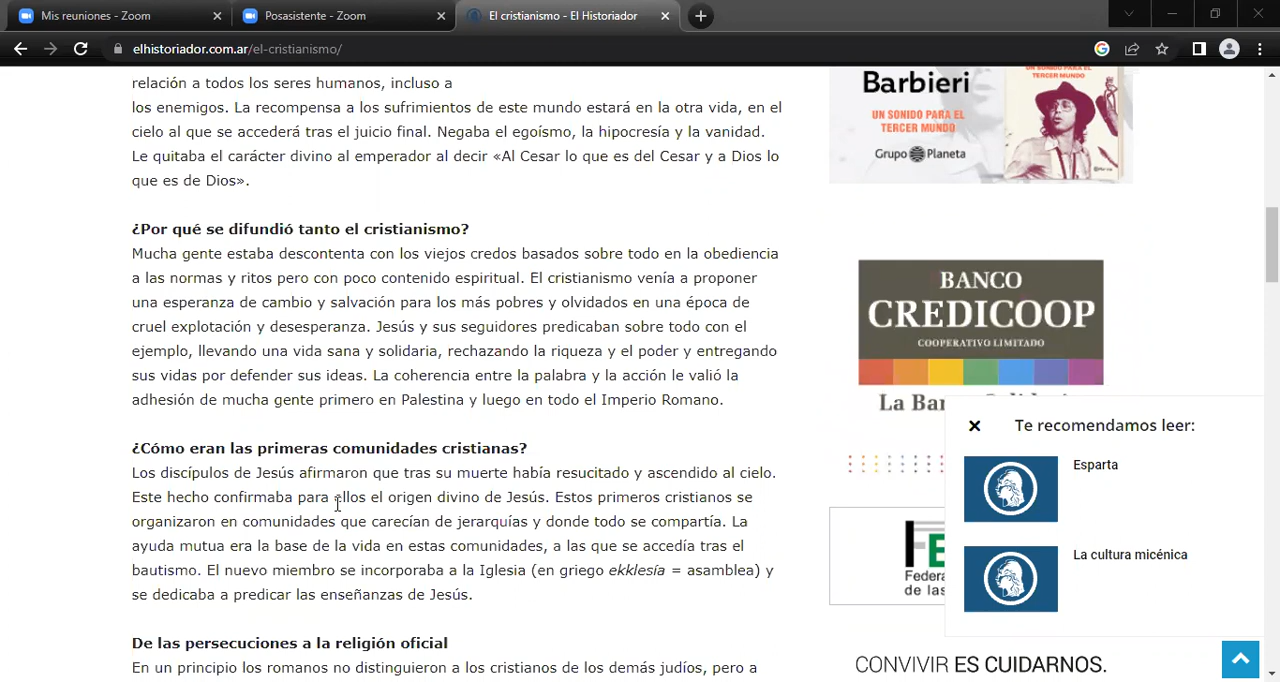 Mis reuniones - Zoom
Posasistente - Zoom
El cristianismo - El Historiador
elhistoriador.com.ar/el-cristianismo/
relación a todos los seres humanos, incluso a
los enemigos. La recompensa a los sufrimientos de este mundo estará en la otra vida, en el
cielo al que se accederá tras el juicio final. Negaba el egoísmo, la hipocresía y la vanidad.
Le quitaba el carácter divino al emperador al decir «Al Cesar lo que es del Cesar y a Dios lo
que es de Dios».
¿Por qué se difundió tanto el cristianismo?
Mucha gente estaba descontenta con los viejos credos basados sobre todo en la obediencia
a las normas y ritos pero con poco contenido espiritual. El cristianismo venía a proponer
una esperanza de cambio y salvación para los más pobres y olvidados en una época de
cruel explotación y desesperanza. Jesús y sus seguidores predicaban sobre todo con el
ejemplo, llevando una vida sana y solidaria, rechazando la riqueza y el poder y entregando
sus vidas por defender sus ideas. La coherencia entre la palabra y la acción le valió la
adhesión de mucha gente primero en Palestina y luego en todo el Imperio Romano.
¿Cómo eran las primeras comunidades cristianas?
Los discípulos de Jesús afirmaron que tras su muerte había resucitado y ascendido al cielo.
Este hecho confirmaba para ellos el origen divino de Jesús. Estos primeros cristianos se
organizaron en comunidades que carecían de jerarquías y donde todo se compartía. La
ayuda mutua era la base de la vida en estas comunidades, a las que se accedía tras el
bautismo. El nuevo miembro se incorporaba a la Iglesia (en griego ekklesía = asamblea) y
se dedicaba a predicar las enseñanzas de Jesús.
De las persecuciones a la religión oficial
En un principio los romanos no distinguieron a los cristianos de los demás judíos, pero a
Barbieri
UN SONIDO PARA EL
TERCER MUNDO
Grupo Planeta
UN SONIDO PARA EL
TERCER MUNDO
BANCO
CREDICOOP
COOPERATIVO LIMITADO
La Ban
Te recomendamos leer:
Esparta
La cultura micénica
FE
Federa
de las
CONVIVIR ES CUIDARNOS.